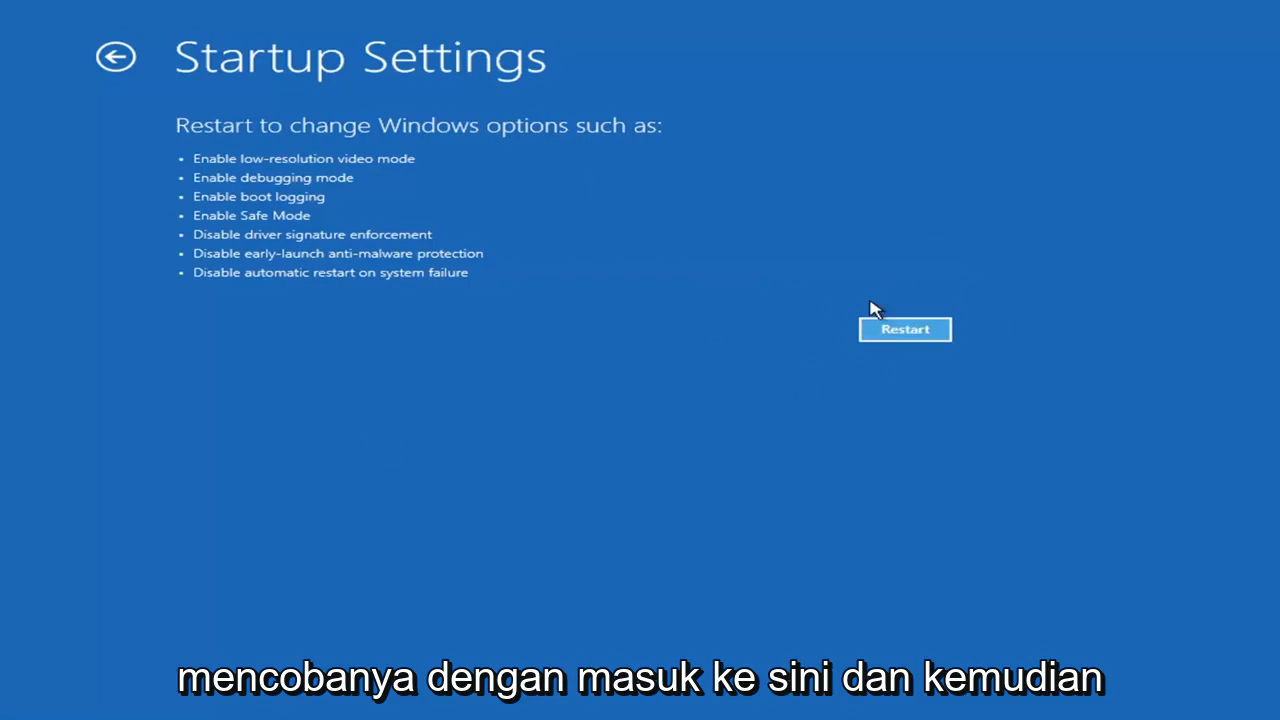 Startup Settings
Restart to change Windows options such as:
• Enable low-resolution video mode
• Enable debugging mode
• Enable boot logging
• Enable Safe Mode
• Disable driver signature enforcement
• Disable early-launch anti-malware protection
• Disable automatic restart on system failure
Restart
mencobanya dengan masuk ke sini dan kemudian